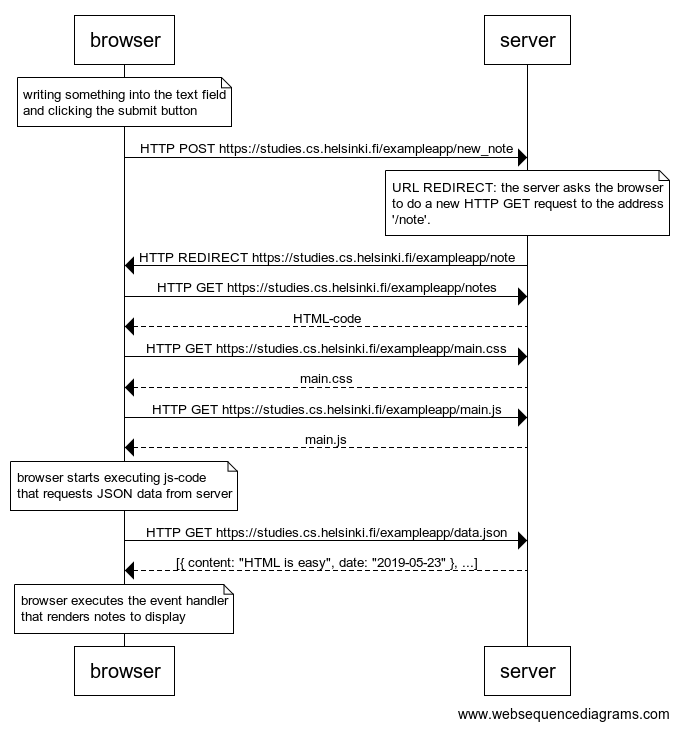 browser
server
writing something into the text field
and clicking the submit button
HTTP POST https://studies.cs.helsinki.fi/exampleapp/new_note
URL REDIRECT: the server asks the browser
to do a new HTTP GET request to the address
'/note'.
HTTP REDIRECT https://studies.cs.helsinki.fi/exampleapp/note
HTTP GET https://studies.cs.helsinki.fi/exampleapp/notes
HTML-code
HTTP GET https://studies.cs.helsinki.fi/exampleapp/main.css
main.css
HTTP GET https://studies.cs.helsinki.fi/exampleapp/main.js
main.js
browser starts executing js-code
that requests JSON data from server
HTTP GET https://studies.cs.helsinki.fi/exampleapp/data.json
[{ content: "HTML is easy", date: "2019-05-23" }, ...]
browser executes the event handler
that renders notes to display
browser
server
www.websequencediagrams.com